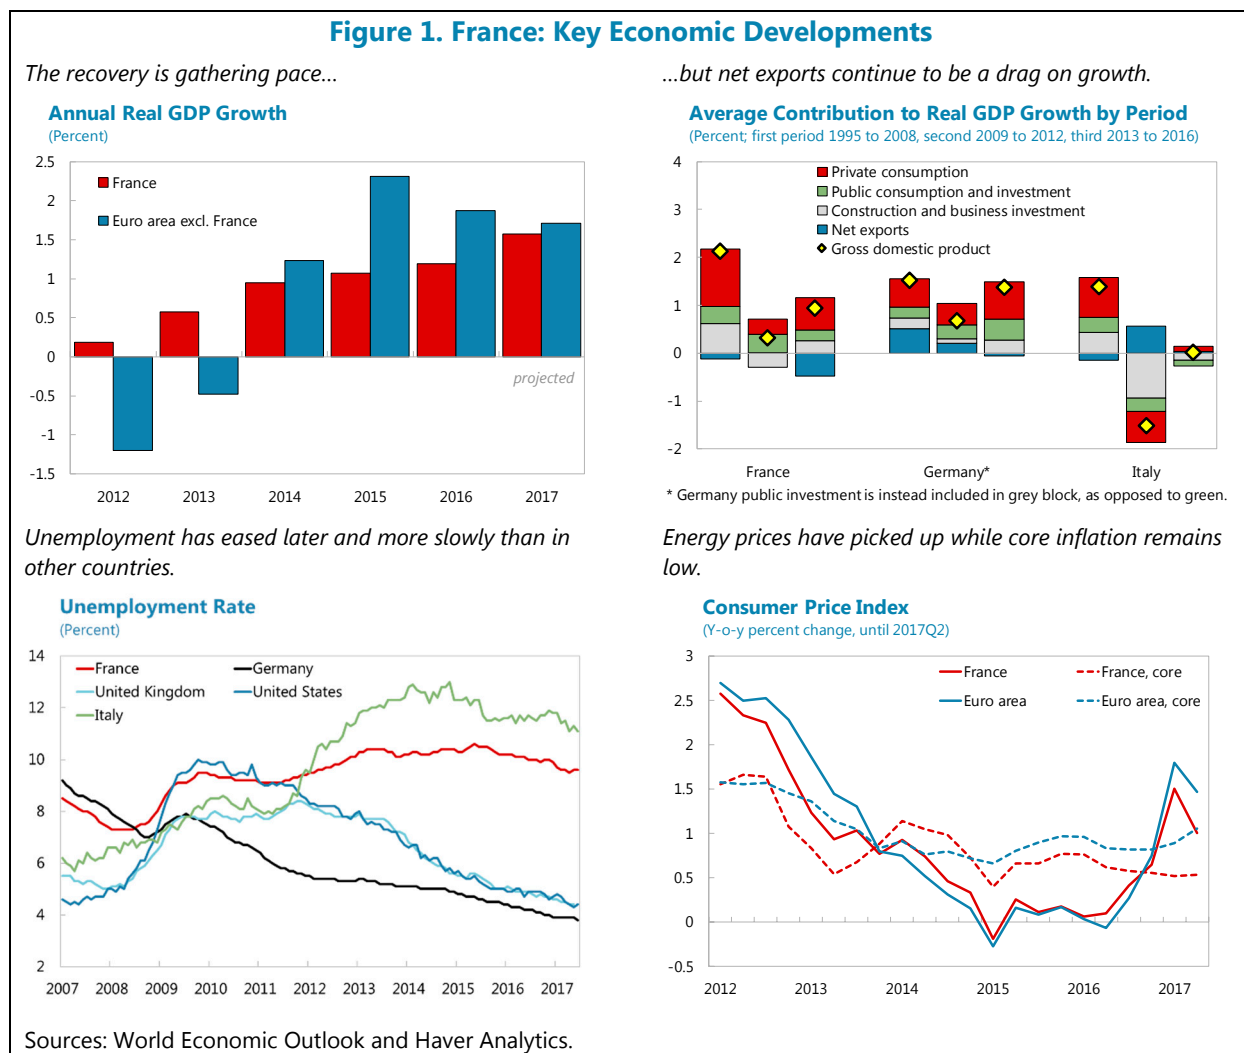 Figure 1. France: Key Economic Developments
The recovery is gathering pace…
Annual Real GDP Growth
(Percent)
2.5
2
1.5
1
0.5
0
-0.5
-1
-1.5
France
Euro area excl. France
projected
2012 2013 2014 2015 2016 2017
…but net exports continue to be a drag on growth.
Average Contribution to Real GDP Growth by Period
(Percent; first period 1995 to 2008, second 2009 to 2012, third 2013 to 2016)
4
3
2
1
0
-1
-2
Private consumption
Public consumption and investment
Construction and business investment
Net exports
Gross domestic product
France Germany* Italy
* Germany public investment is instead included in grey block, as opposed to green.
Unemployment has eased later and more slowly than in
other countries.
Unemployment Rate
(Percent)
14
12
10
8
6
4
2
France Germany
United Kingdom United States
Italy
2007 2008 2009 2010 2011 2012 2013 2014 2015 2016 2017
Energy prices have picked up while core inflation remains
low.
Consumer Price Index
(Y-o-y percent change, until 2017Q2)
3
2.5
2
1.5
1
0.5
0
-0.5
France France, core
Euro area Euro area, core
2012 2013 2014 2015 2016 2017
Sources: World Economic Outlook and Haver Analytics.